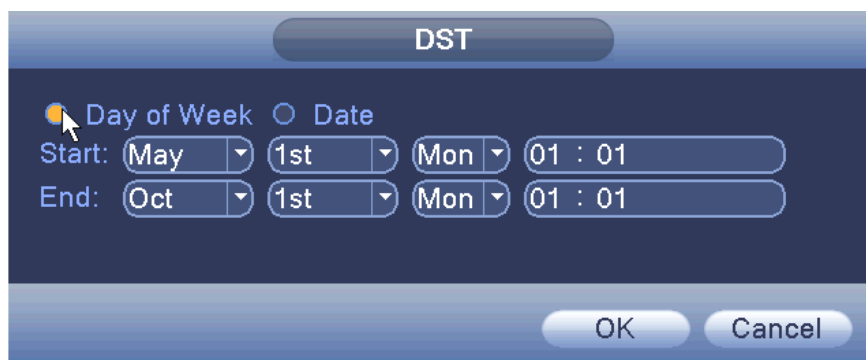 DST
Day of Week Date
Start: May 1st Mon 01 : 01
End: Oct 1st Mon 01 : 01
OK Cancel